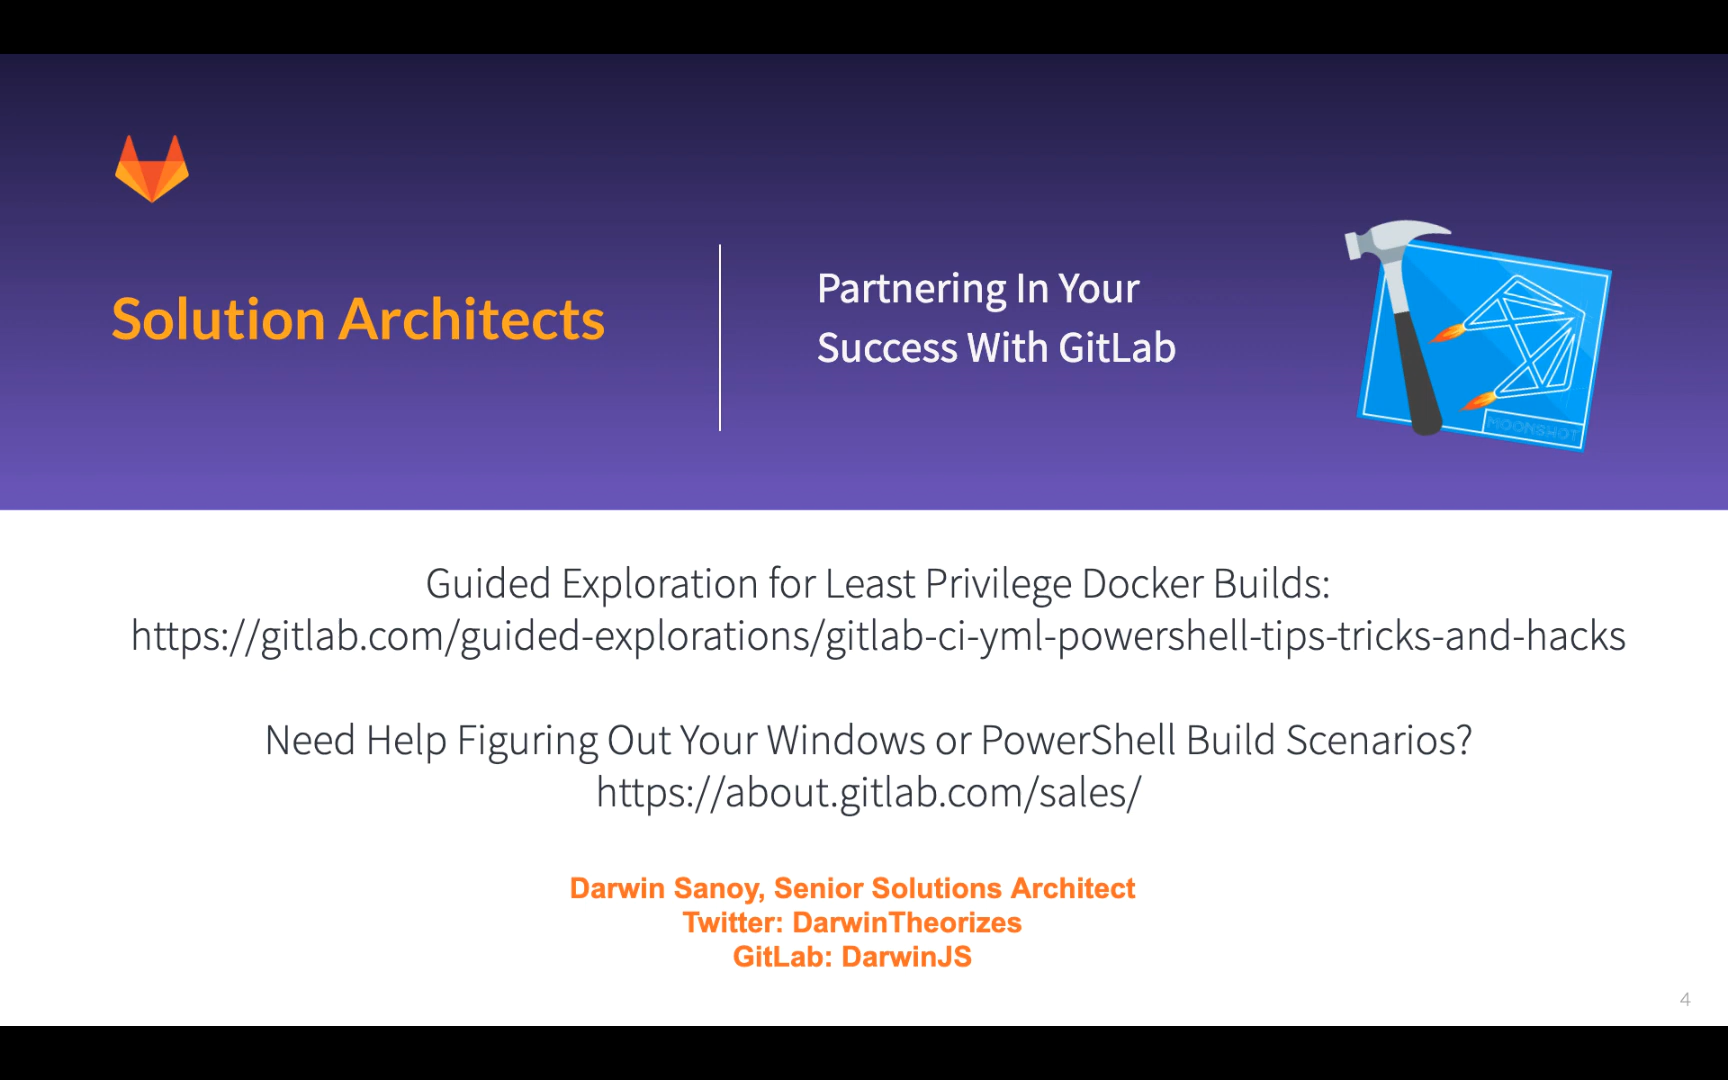 Solution Architects
Partnering In Your
Success With GitLab
MOONSHOT
Guided Exploration for Least Privilege Docker Builds:
https://gitlab.com/guided-explorations/gitlab-ci-yml-powershell-tips-tricks-and-hacks
Need Help Figuring Out Your Windows or PowerShell Build Scenarios?
https://about.gitlab.com/sales/
Darwin Sanoy, Senior Solutions Architect
Twitter: DarwinTheorizes
GitLab: DarwinJS
4